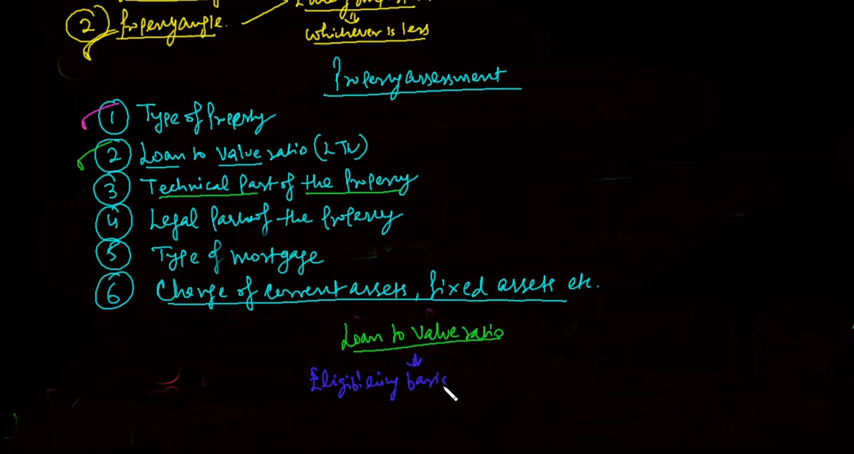 ② Property angle.
whichever is less
Property assessment
① Type of Property
② Loan to value ratio (LTV)
③ Technical Part of the Property
④ Legal Part of the Property
⑤ Type of mortgage
⑥ Charge of current assets, fixed assets etc.
Loan to value ratio
Eligibility basic